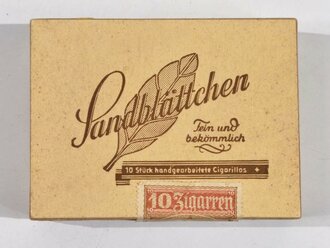 Sandblättchen
Fein und
bekömmlich
10 Stück handgearbeitete Cigarillos
10 Zigarren